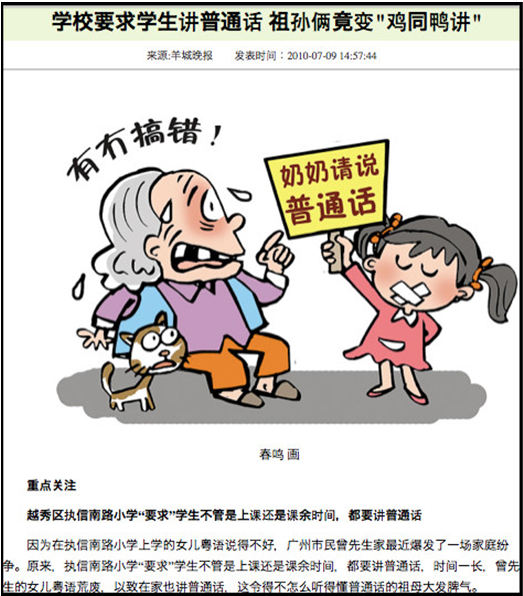 学校要求学生讲普通话 祖孙俩竟变"鸡同鸭讲"
来源:羊城晚报 发表时间：2010-07-09 14:57:44
有冇搞错！
奶奶请说
普通话
春鸣 画
重点关注
越秀区执信南路小学“要求”学生不管是上课还是课余时间，都要讲普通话
因为在执信南路小学上学的女儿粤语说得不好，广州市民曾先生家最近爆发了一场家庭纷
争。原来，执信南路小学“要求”学生不管是上课还是课余时间，都要讲普通话，时间一长，曾先
生的女儿粤语荒废，以致在家也讲普通话，这令得不怎么听得懂普通话的祖母大发脾气。